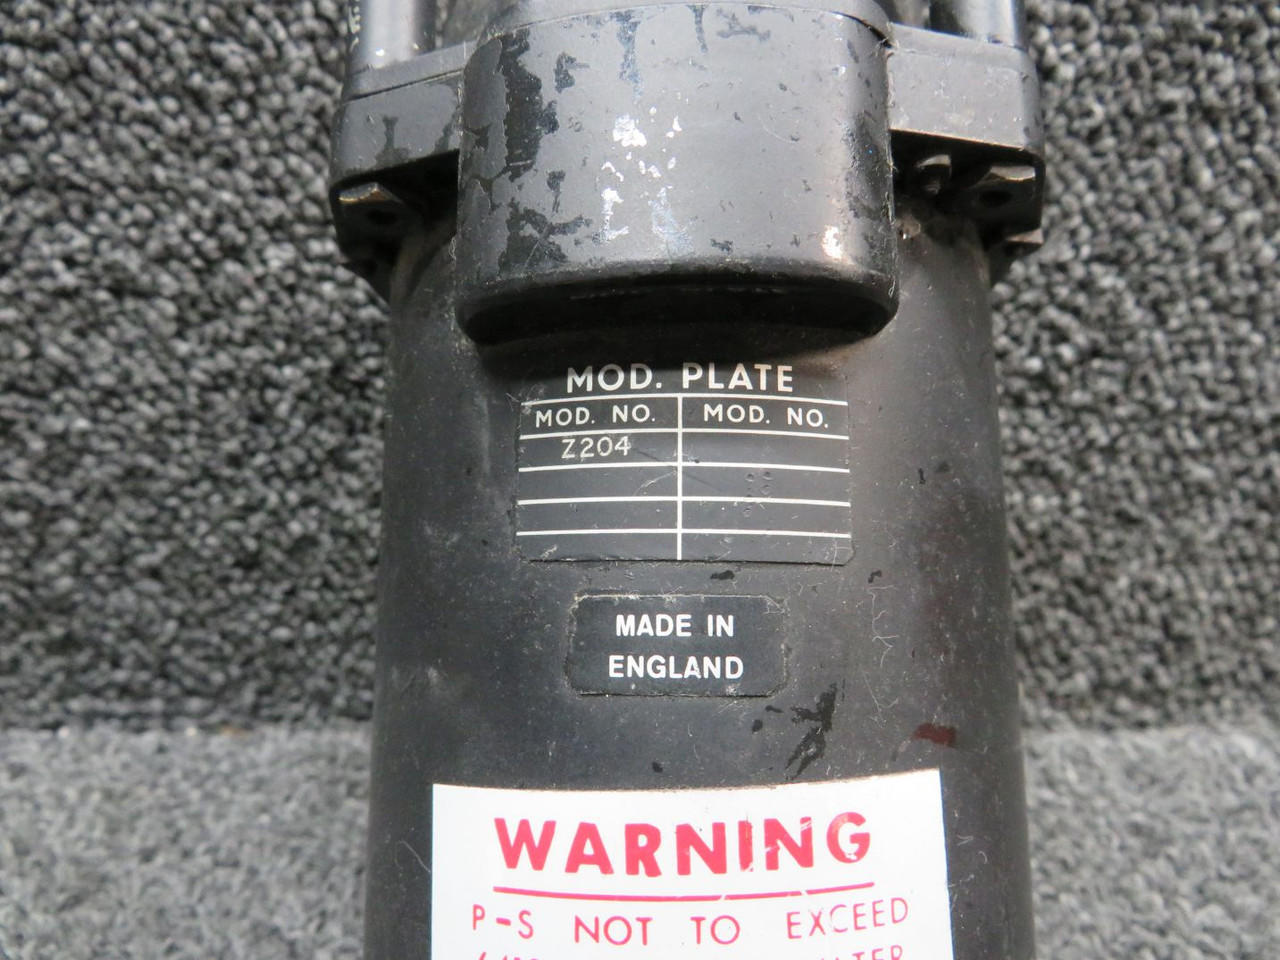 MOD. PLATE
MOD. NO. MOD. NO.
Z204
MADE IN
ENGLAND
WARNING
P-S NOT TO EXCEED